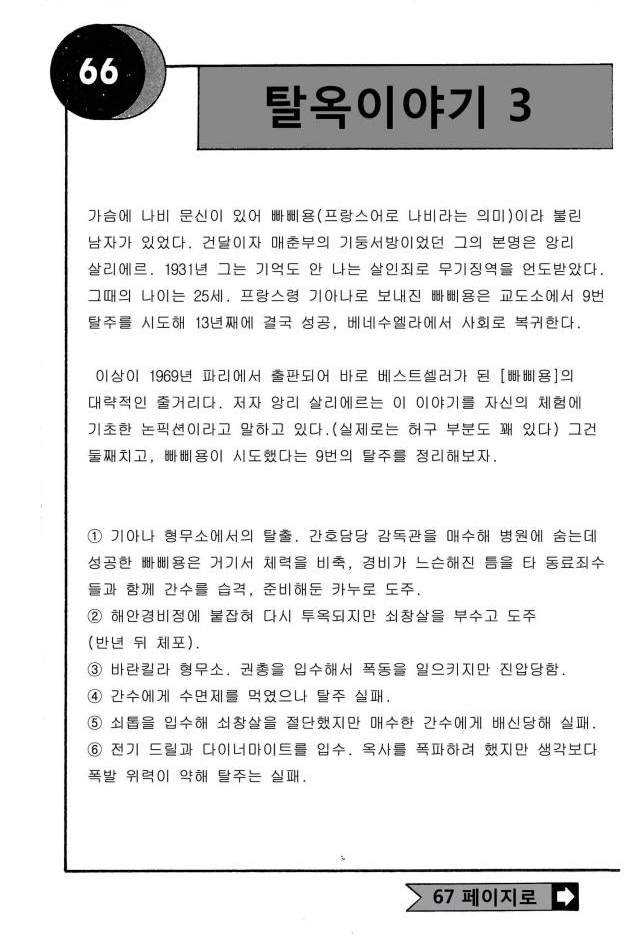 66
탈옥이야기 3
가슴에 나비 문신이 있어 빠삐용(프랑스어로 나비라는 의미)이라 불린
남자가 있었다. 건달이자 매춘부의 기둥서방이었던 그의 본명은 앙리
살리에르. 1931년 그는 기억도 안 나는 살인죄로 무기징역을 언도받았다.
그때의 나이는 25세. 프랑스령 기아나로 보내진 빠삐용은 교도소에서 9번
탈주를 시도해 13년째에 결국 성공, 베네수엘라에서 사회로 복귀한다.
이상이 1969년 파리에서 출판되어 바로 베스트셀러가 된 [빠삐용]의
대략적인 줄거리다. 저자 앙리 살리에르는 이 이야기를 자신의 체험에
기초한 논픽션이라고 말하고 있다.(실제로는 허구 부분도 꽤 있다) 그건
둘째치고, 빠삐용이 시도했다는 9번의 탈주를 정리해보자.
① 기아나 형무소에서의 탈출. 간호담당 감독관을 매수해 병원에 숨는데
성공한 빠삐용은 거기서 체력을 비축, 경비가 느슨해진 틈을 타 동료죄수
들과 함께 간수를 습격, 준비해둔 카누로 도주.
② 해안경비정에 붙잡혀 다시 투옥되지만 쇠창살을 부수고 도주
(반년 뒤 체포).
③ 바란킬라 형무소. 권총을 입수해서 폭동을 일으키지만 진압당함.
④ 간수에게 수면제를 먹였으나 탈주 실패.
⑤ 쇠톱을 입수해 쇠창살을 절단했지만 매수한 간수에게 배신당해 실패.
⑥ 전기 드릴과 다이너마이트를 입수. 옥사를 폭파하려 했지만 생각보다
폭발 위력이 약해 탈주는 실패.
67 페이지로